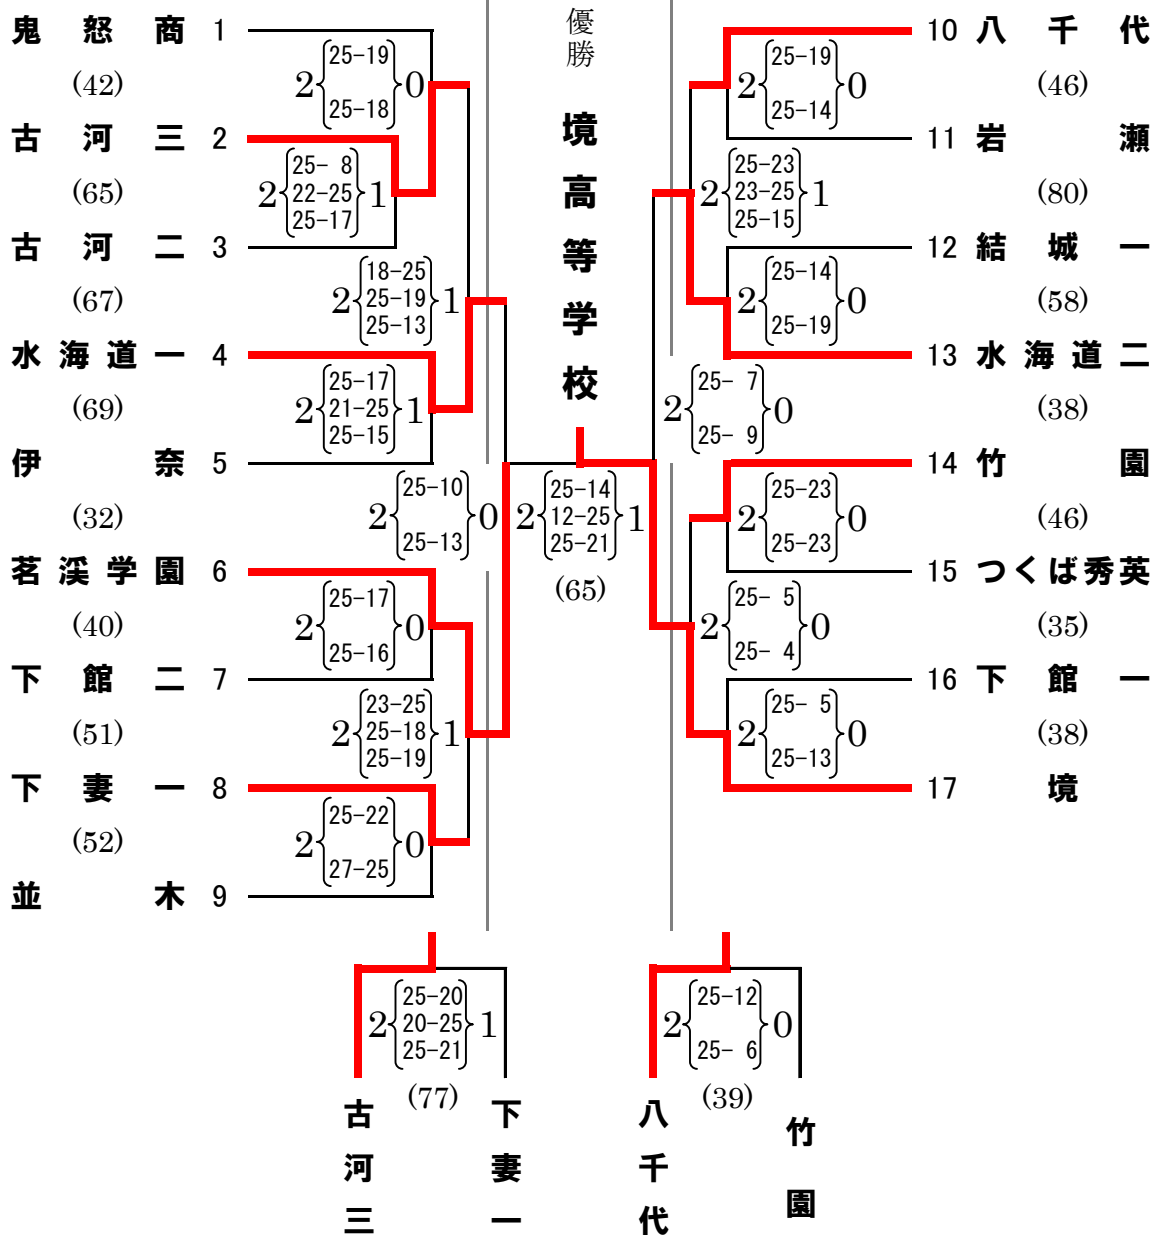 優勝
境高等学校
鬼怒商 1
(42)
古河三 2
(65)
古河二 3
(67)
水海道一 4
(69)
伊奈 5
(32)
茗渓学園 6
(40)
下館二 7
(51)
下妻一 8
(52)
並木 9
2 25-19 0
25-18
2 25- 8 1
22-25
25-17
2 18-25 1
25-19
25-13
2 25-17 1
21-25
25-15
2 25-10 0
25-13
2 25-17 0
25-16
2 23-25 1
25-18
25-19
2 25-22 0
27-25
2 25-14 1
12-25
25-21
(65)
10 八千代
(46)
11 岩瀬
(80)
12 結城一
(58)
13 水海道二
(38)
14 竹園
(46)
15 つくば秀英
(35)
16 下館一
(38)
17 境
2 25-19 0
25-14
2 25-23 1
23-25
25-15
2 25-14 0
25-19
2 25- 7 0
25- 9
2 25-23 0
25-23
2 25- 5 0
25- 4
2 25- 5 0
25-13
2 25-20 1
20-25
25-21
(77)
古河三
下妻一
2 25-12 0
25- 6
(39)
八千代
竹園